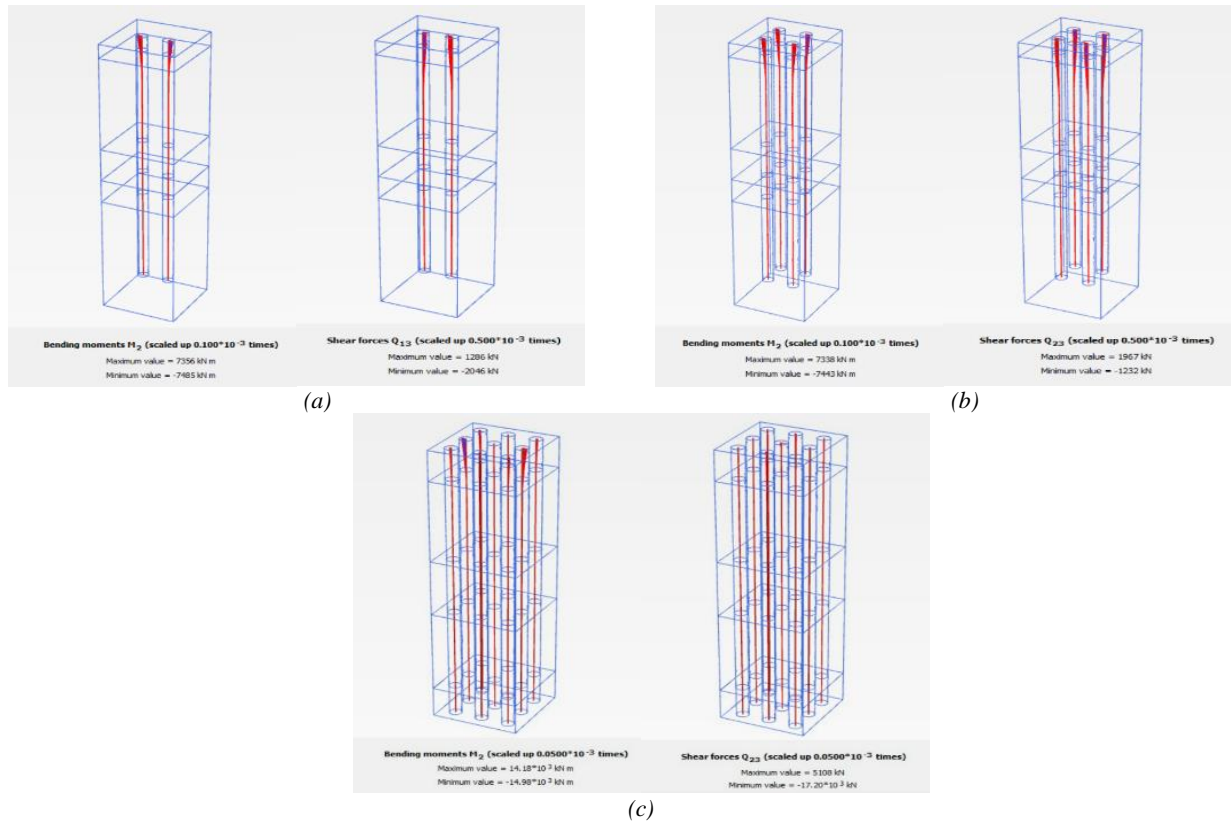 Bending moments M₂ (scaled up 0.100*10⁻³ times)
Maximum value = 7356 kN m
Minimum value = -7485 kN m
Shear forces Q₁₃ (scaled up 0.500*10⁻³ times)
Maximum value = 1286 kN
Minimum value = -2046 kN
(a)
Bending moments M₂ (scaled up 0.100*10⁻³ times)
Maximum value = 7338 kN m
Minimum value = -7443 kN m
Shear forces Q₂₃ (scaled up 0.500*10⁻³ times)
Maximum value = 1967 kN
Minimum value = -1232 kN
(b)
Bending moments M₂ (scaled up 0.0500*10⁻³ times)
Maximum value = 14.18*10³ kN m
Minimum value = -14.98*10³ kN m
Shear forces Q₂₃ (scaled up 0.0500*10⁻³ times)
Maximum value = 5108 kN
Minimum value = -17.20*10³ kN
(c)